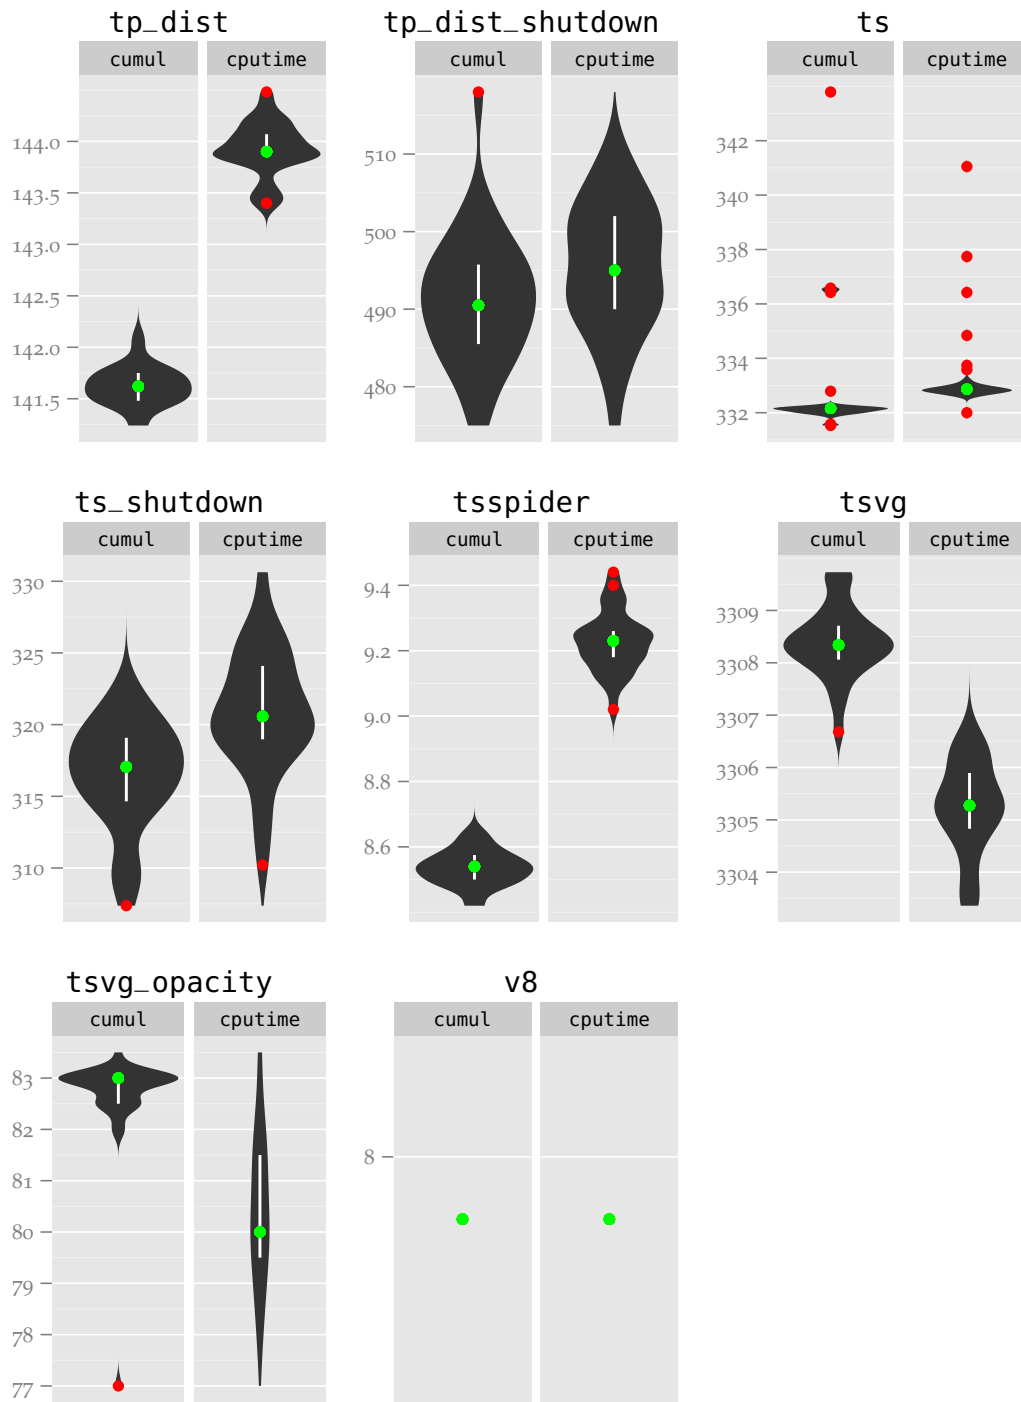 tp_dist
cumul cputime
144.0
143.5
143.0
142.5
142.0
141.5
tp_dist_shutdown
cumul cputime
510
500
490
480
ts
cumul cputime
342
340
338
336
334
332
ts_shutdown
cumul cputime
330
325
320
315
310
tsspider
cumul cputime
9.4
9.2
9.0
8.8
8.6
tsvg
cumul cputime
3309
3308
3307
3306
3305
3304
tsvg_opacity
cumul cputime
83
82
81
80
79
78
77
v8
cumul cputime
8